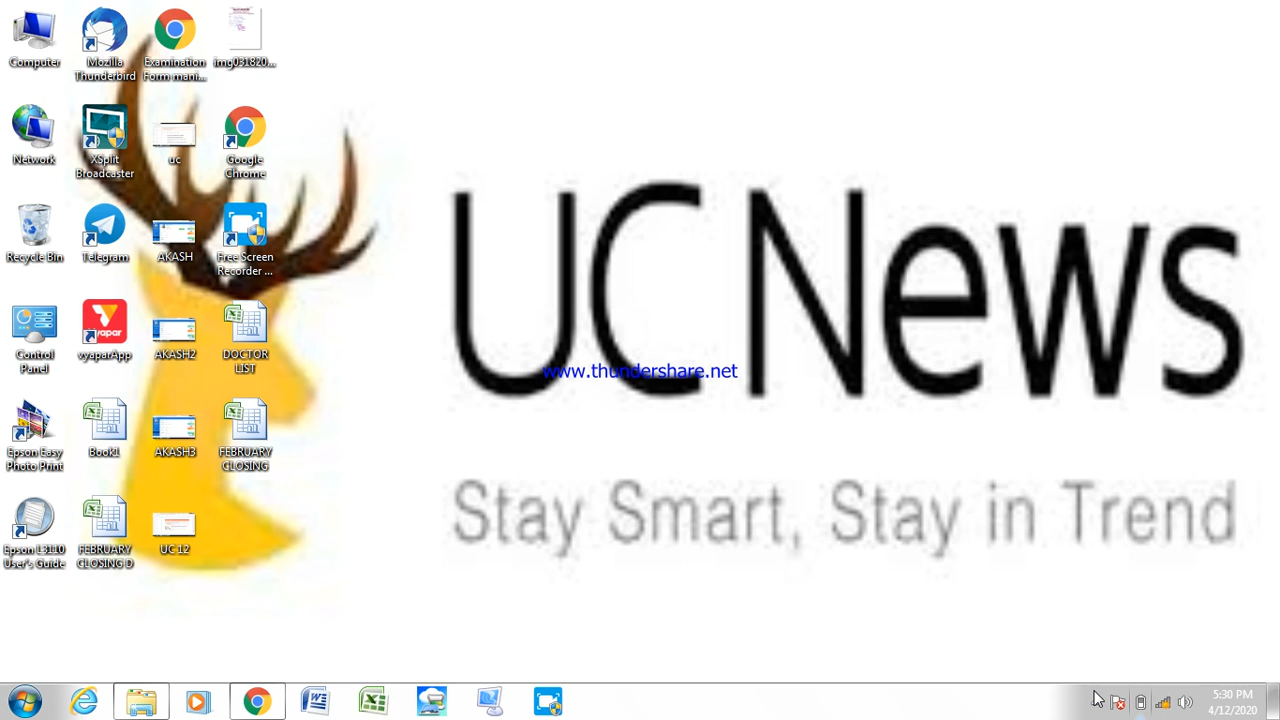 Computer
Mozilla
Thunderbird
Examination
Form mani...
img031820...
Network
XSplit
Broadcaster
uc
Google
Chrome
Recycle Bin
Telegram
AKASH
Free Screen
Recorder ...
Control
Panel
vyapar
vyaparApp
AKASH2
DOCTOR
LIST
Epson Easy
Photo Print
Book1
AKASH3
FEBRUARY
CLOSING
Epson L3110
User's Guide
FEBRUARY
CLOSING D
UC 12
UC News
www.thundershare.net
Stay Smart, Stay in Trend
5:30 PM
4/12/2020